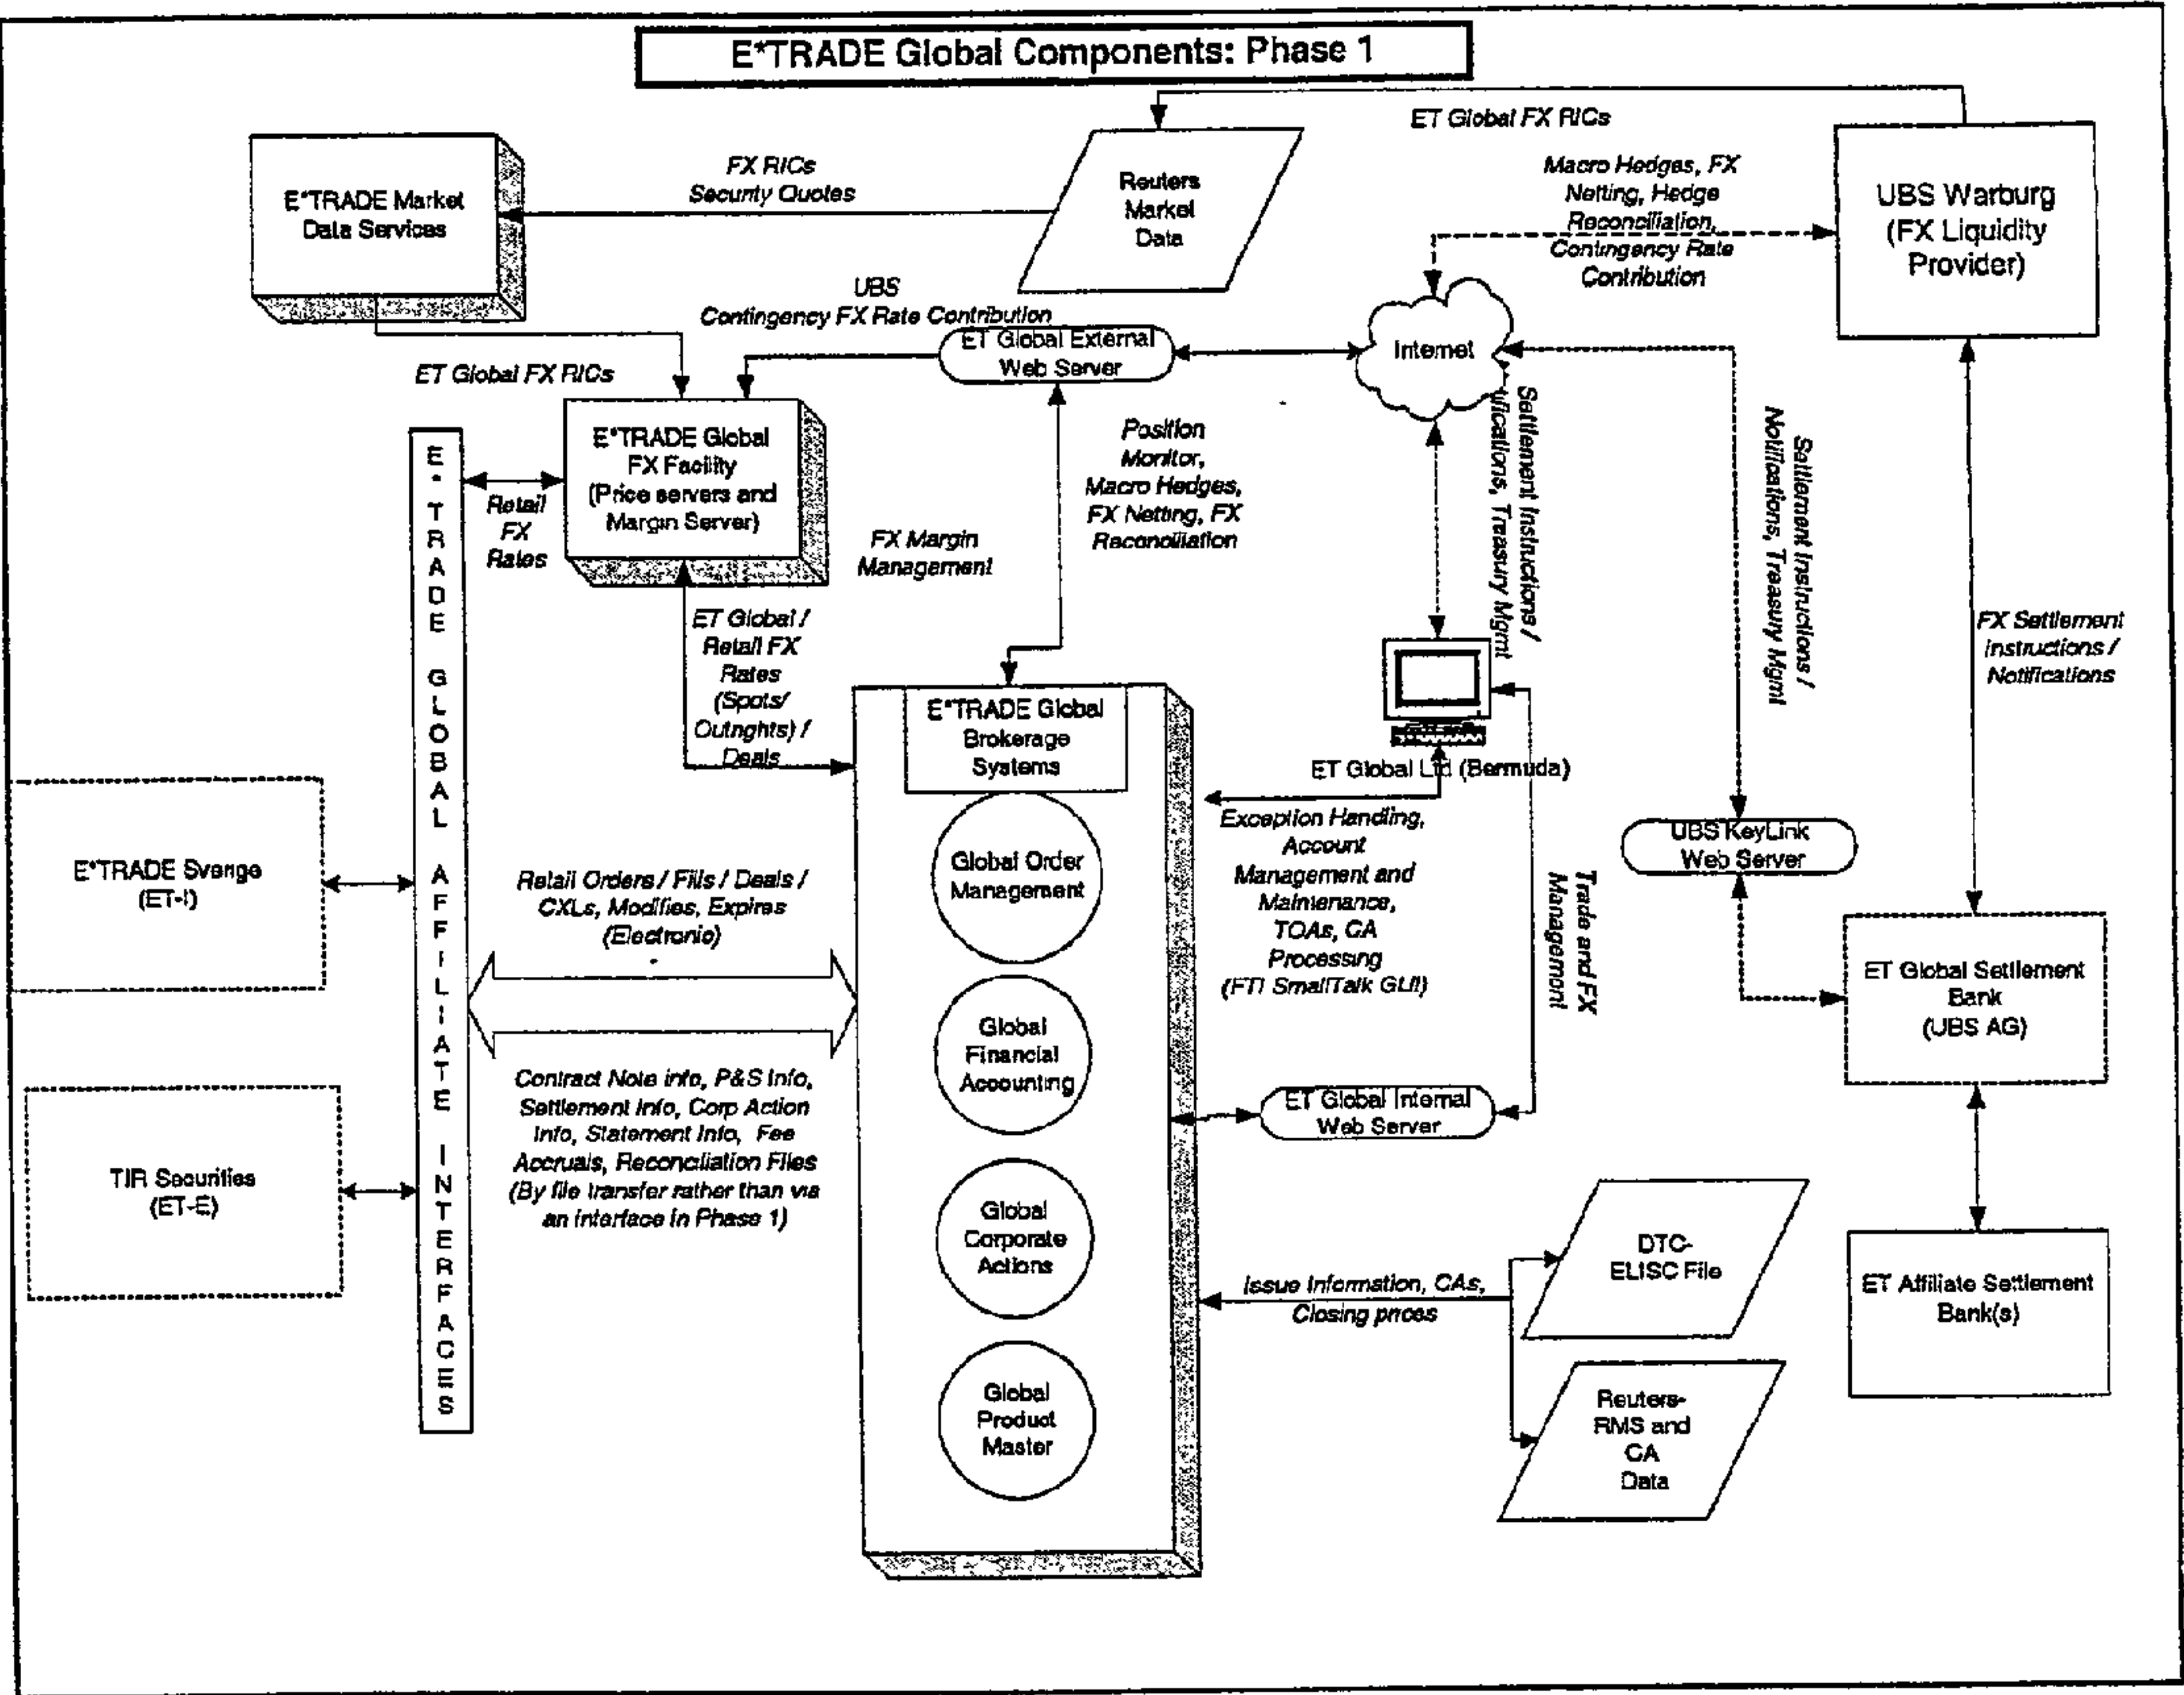 E*TRADE Global Components: Phase 1
ET Global FX RICs
E*TRADE Market
Data Services
FX RICs
Security Quotes
Reuters
Market
Data
Macro Hedges, FX
Netting, Hedge
Reconciliation,
Contingency Rate
Contribution
UBS Warburg
(FX Liquidity
Provider)
UBS
Contingency FX Rate Contribution
ET Global External
Web Server
Internet
ET Global FX RICs
E*TRADE Global
FX Facility
(Price servers and
Margin Server)
Retail
FX
Rates
FX Margin
Management
Position
Monitor,
Macro Hedges,
FX Netting, FX
Reconciliation
Settlement Instructions /
tifications, Treasury Mgmt
Settlement Instructions /
Notifications, Treasury Mgmt
FX Settlement
Instructions /
Notifications
E*TRADE GLOBAL AFFILIATE INTERFACES
ET Global /
Retail FX
Rates
(Spots/
Outrights) /
Deals
E*TRADE Global
Brokerage
Systems
ET Global Ltd (Bermuda)
Exception Handling,
Account
Management and
Maintenance,
TOAs, CA
Processing
(FTI SmallTalk GUI)
Trade and FX
Management
UBS KeyLink
Web Server
E*TRADE Sverige
(ET-I)
Retail Orders / Fills / Deals /
CXLs, Modifies, Expires
(Electronic)
Global Order
Management
ET Global Settlement
Bank
(UBS AG)
Global
Financial
Accounting
Contract Note info, P&S Info,
Settlement Info, Corp Action
Info, Statement Info, Fee
Accruals, Reconciliation Files
(By file transfer rather than via
an interface in Phase 1)
ET Global Internal
Web Server
TIR Securities
(ET-E)
Global
Corporate
Actions
Issue Information, CAs,
Closing prices
DTC-
ELISC File
ET Affiliate Settlement
Bank(s)
Global
Product
Master
Reuters-
RMS and
CA
Data